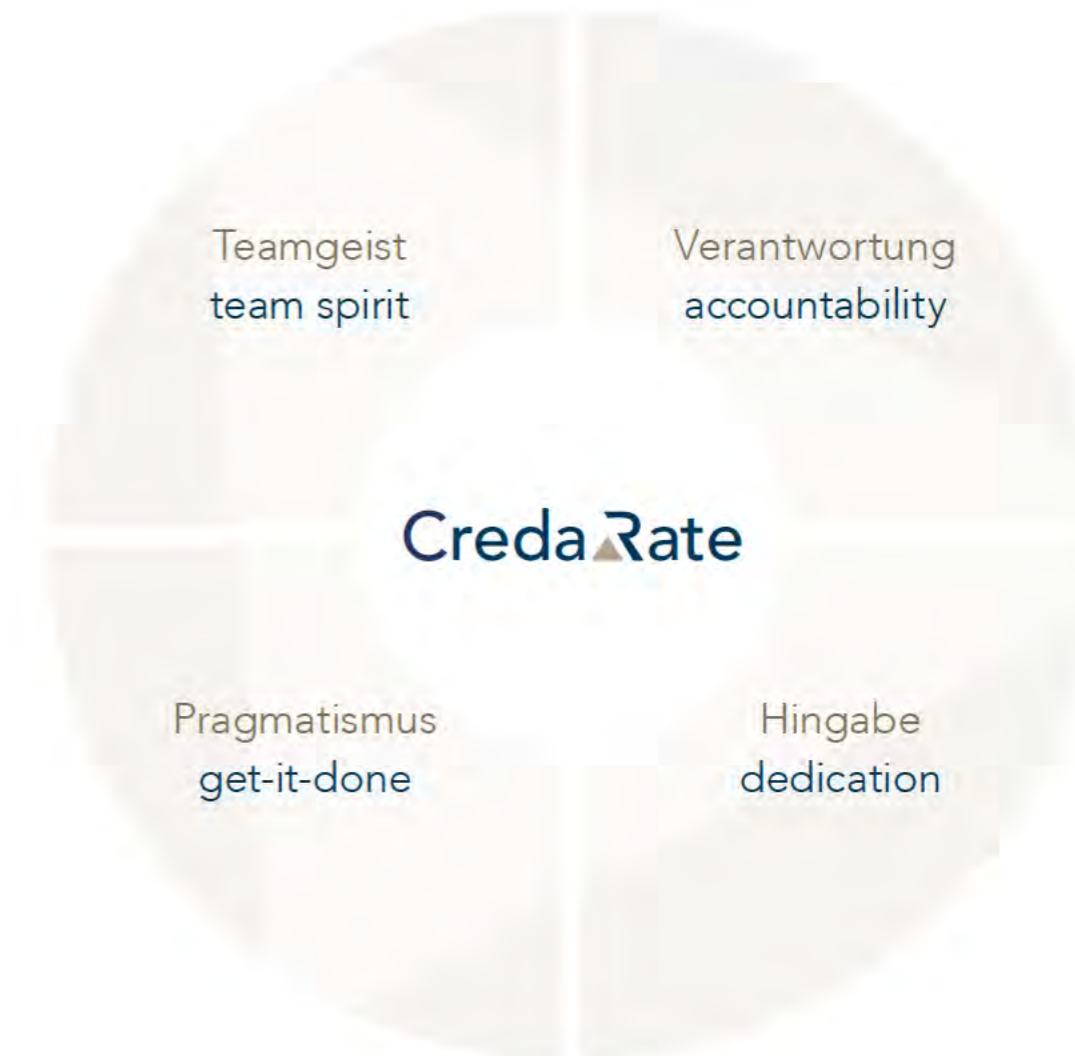 Teamgeist
team spirit
Verantwortung
accountability
CredaRate
Pragmatismus
get-it-done
Hingabe
dedication